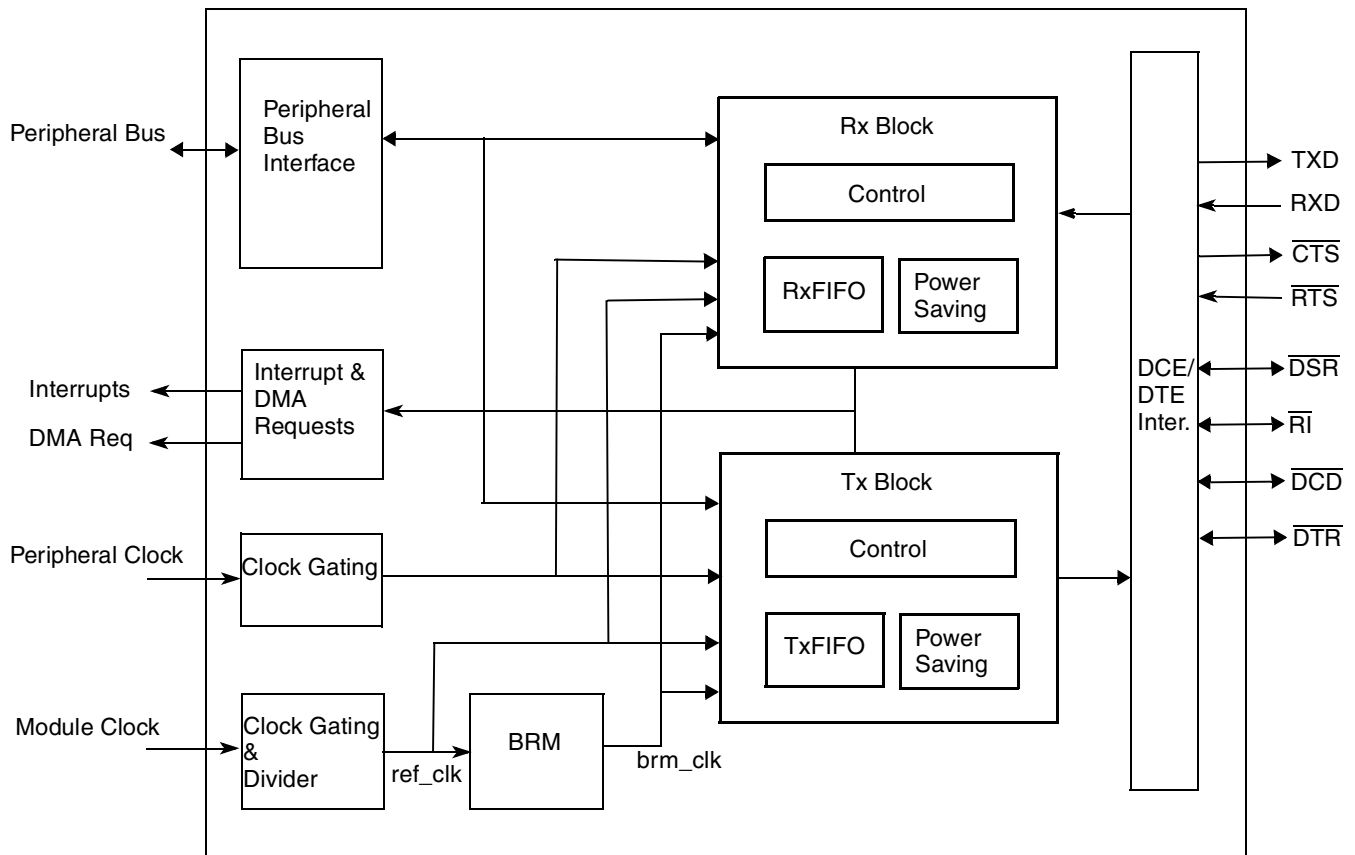 Peripheral Bus
Peripheral
Bus
Interface
Rx Block
Control
RxFIFO
Power
Saving
Interrupts
DMA Req
Interrupt &
DMA
Requests
Tx Block
Control
TxFIFO
Power
Saving
Peripheral Clock
Clock Gating
Module Clock
Clock Gating
&
Divider
ref_clk
BRM
brm_clk
DCE/
DTE
Inter.
TXD
RXD
CTS
RTS
DSR
RI
DCD
DTR